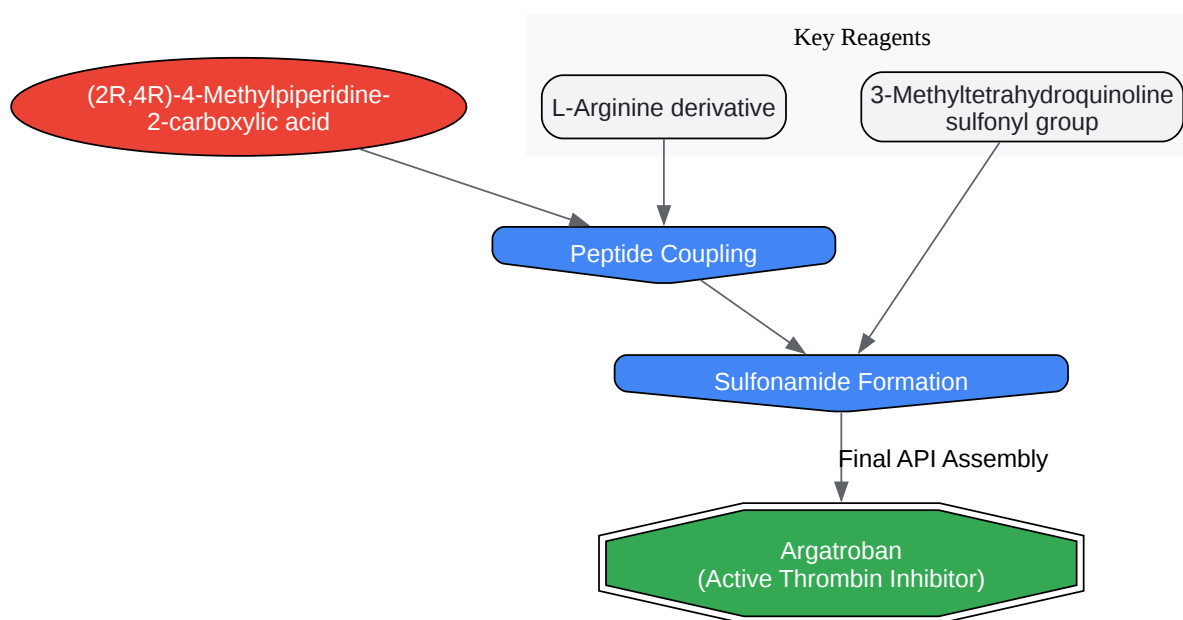 Key Reagents
(2R,4R)-4-Methylpiperidine-
2-carboxylic acid
L-Arginine derivative
3-Methyltetrahydroquinoline
sulfonyl group
Peptide Coupling
Sulfonamide Formation
Final API Assembly
Argatroban
(Active Thrombin Inhibitor)